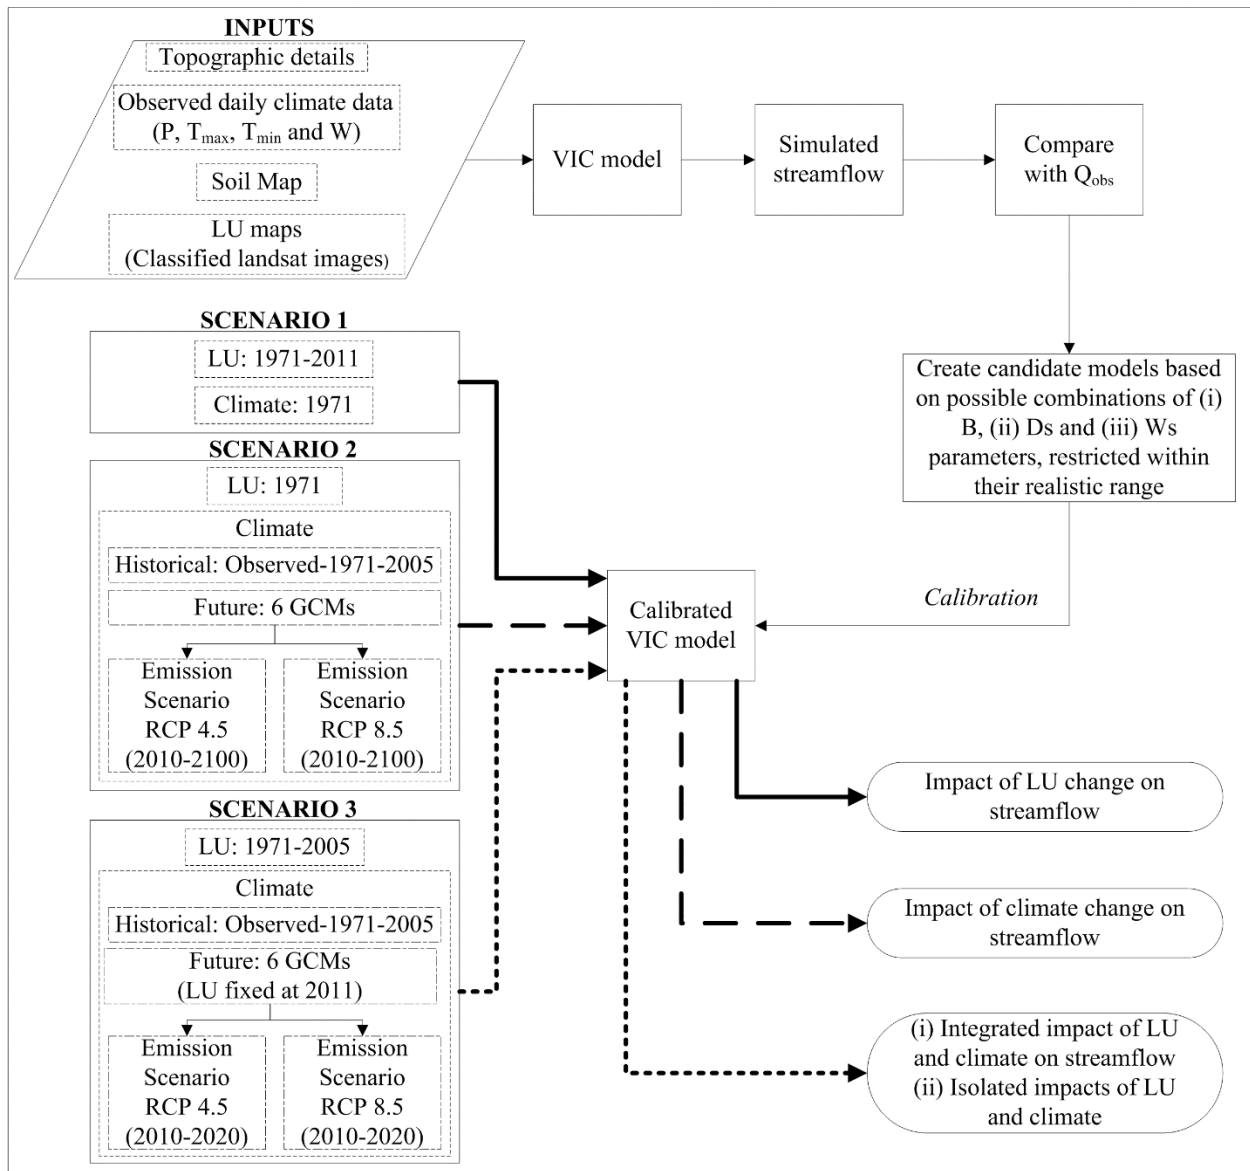 INPUTS
Topographic details
Observed daily climate data
(P, Tmax, Tmin and W)
Soil Map
LU maps
(Classified landsat images)
VIC model
Simulated
streamflow
Compare
with Qobs
Create candidate models based
on possible combinations of (i)
B, (ii) Ds and (iii) Ws
parameters, restricted within
their realistic range
Calibration
Calibrated
VIC model
SCENARIO 1
LU: 1971-2011
Climate: 1971
SCENARIO 2
LU: 1971
Climate
Historical: Observed-1971-2005
Future: 6 GCMs
Emission
Scenario
RCP 4.5
(2010-2100)
Emission
Scenario
RCP 8.5
(2010-2100)
SCENARIO 3
LU: 1971-2005
Climate
Historical: Observed-1971-2005
Future: 6 GCMs
(LU fixed at 2011)
Emission
Scenario
RCP 4.5
(2010-2020)
Emission
Scenario
RCP 8.5
(2010-2020)
Impact of LU change on
streamflow
Impact of climate change on
streamflow
(i) Integrated impact of LU
and climate on streamflow
(ii) Isolated impacts of LU
and climate